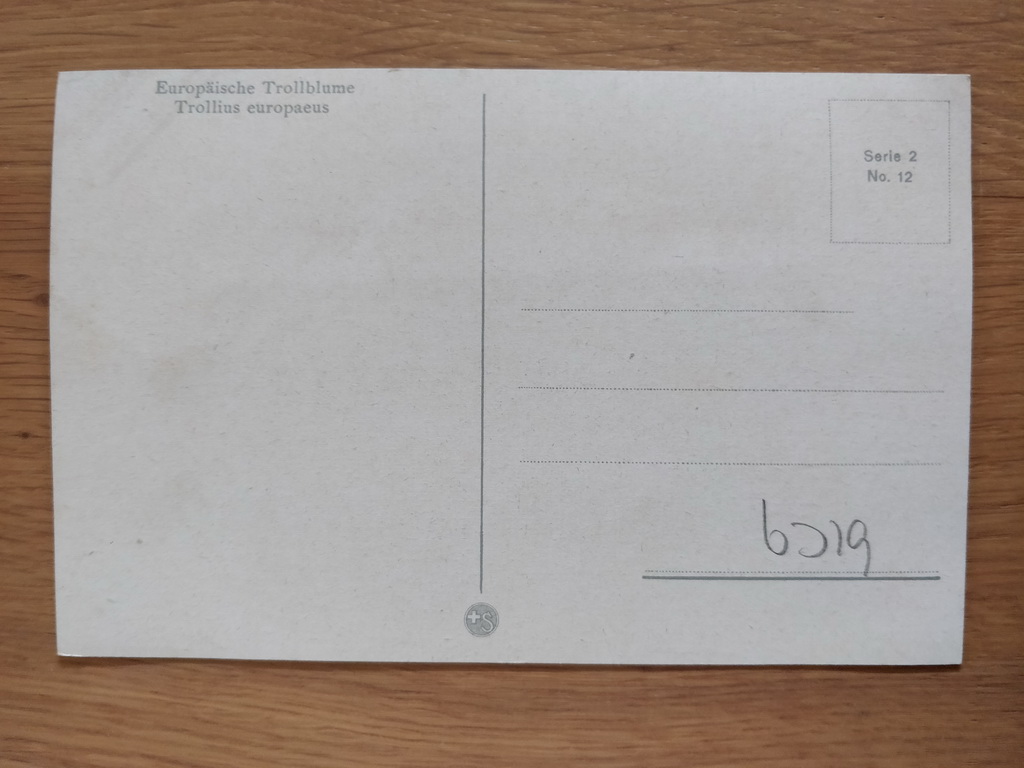 Europäische Trollblume
Trollius europaeus
Serie 2
No. 12
+S